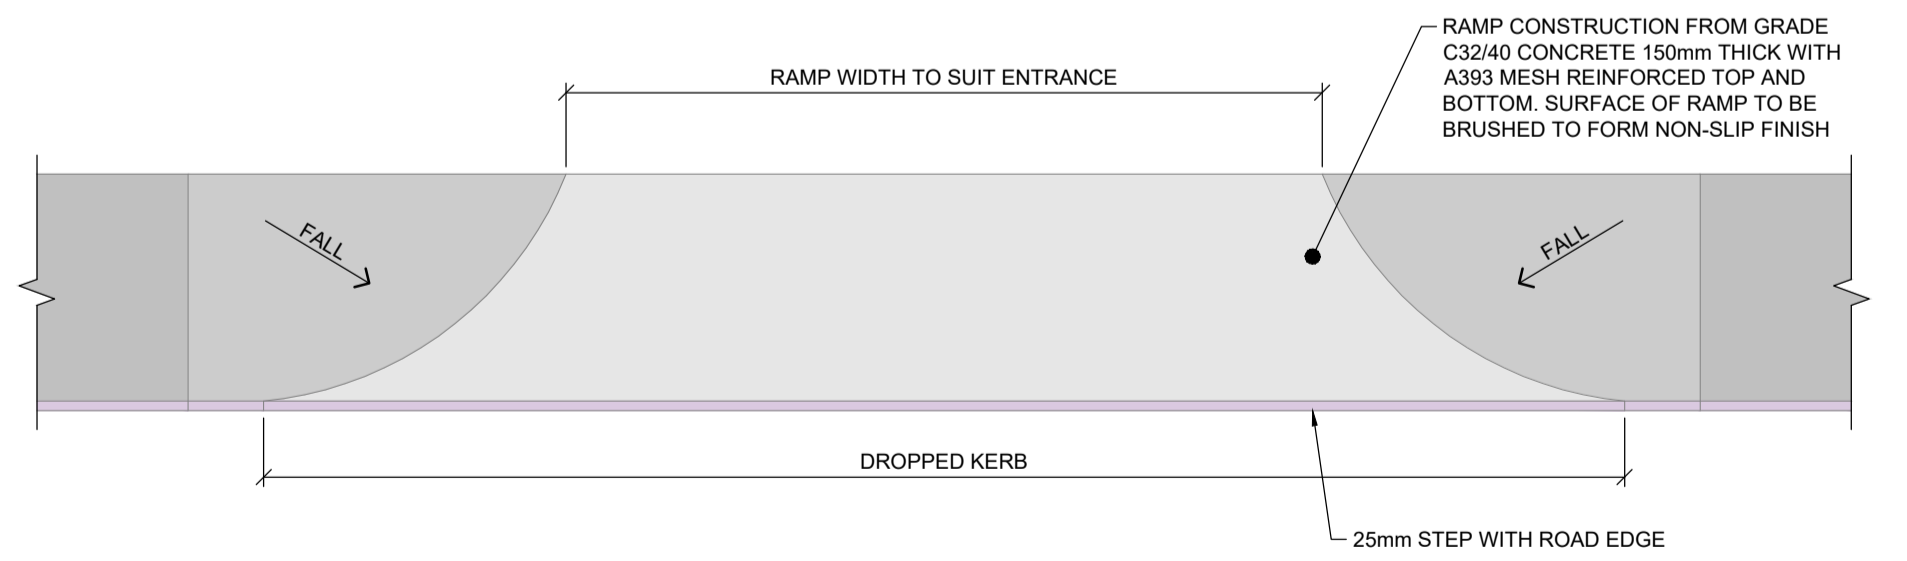 RAMP CONSTRUCTION FROM GRADE
C32/40 CONCRETE 150mm THICK WITH
A393 MESH REINFORCED TOP AND
BOTTOM. SURFACE OF RAMP TO BE
BRUSHED TO FORM NON-SLIP FINISH
RAMP WIDTH TO SUIT ENTRANCE
FALL
FALL
DROPPED KERB
25mm STEP WITH ROAD EDGE